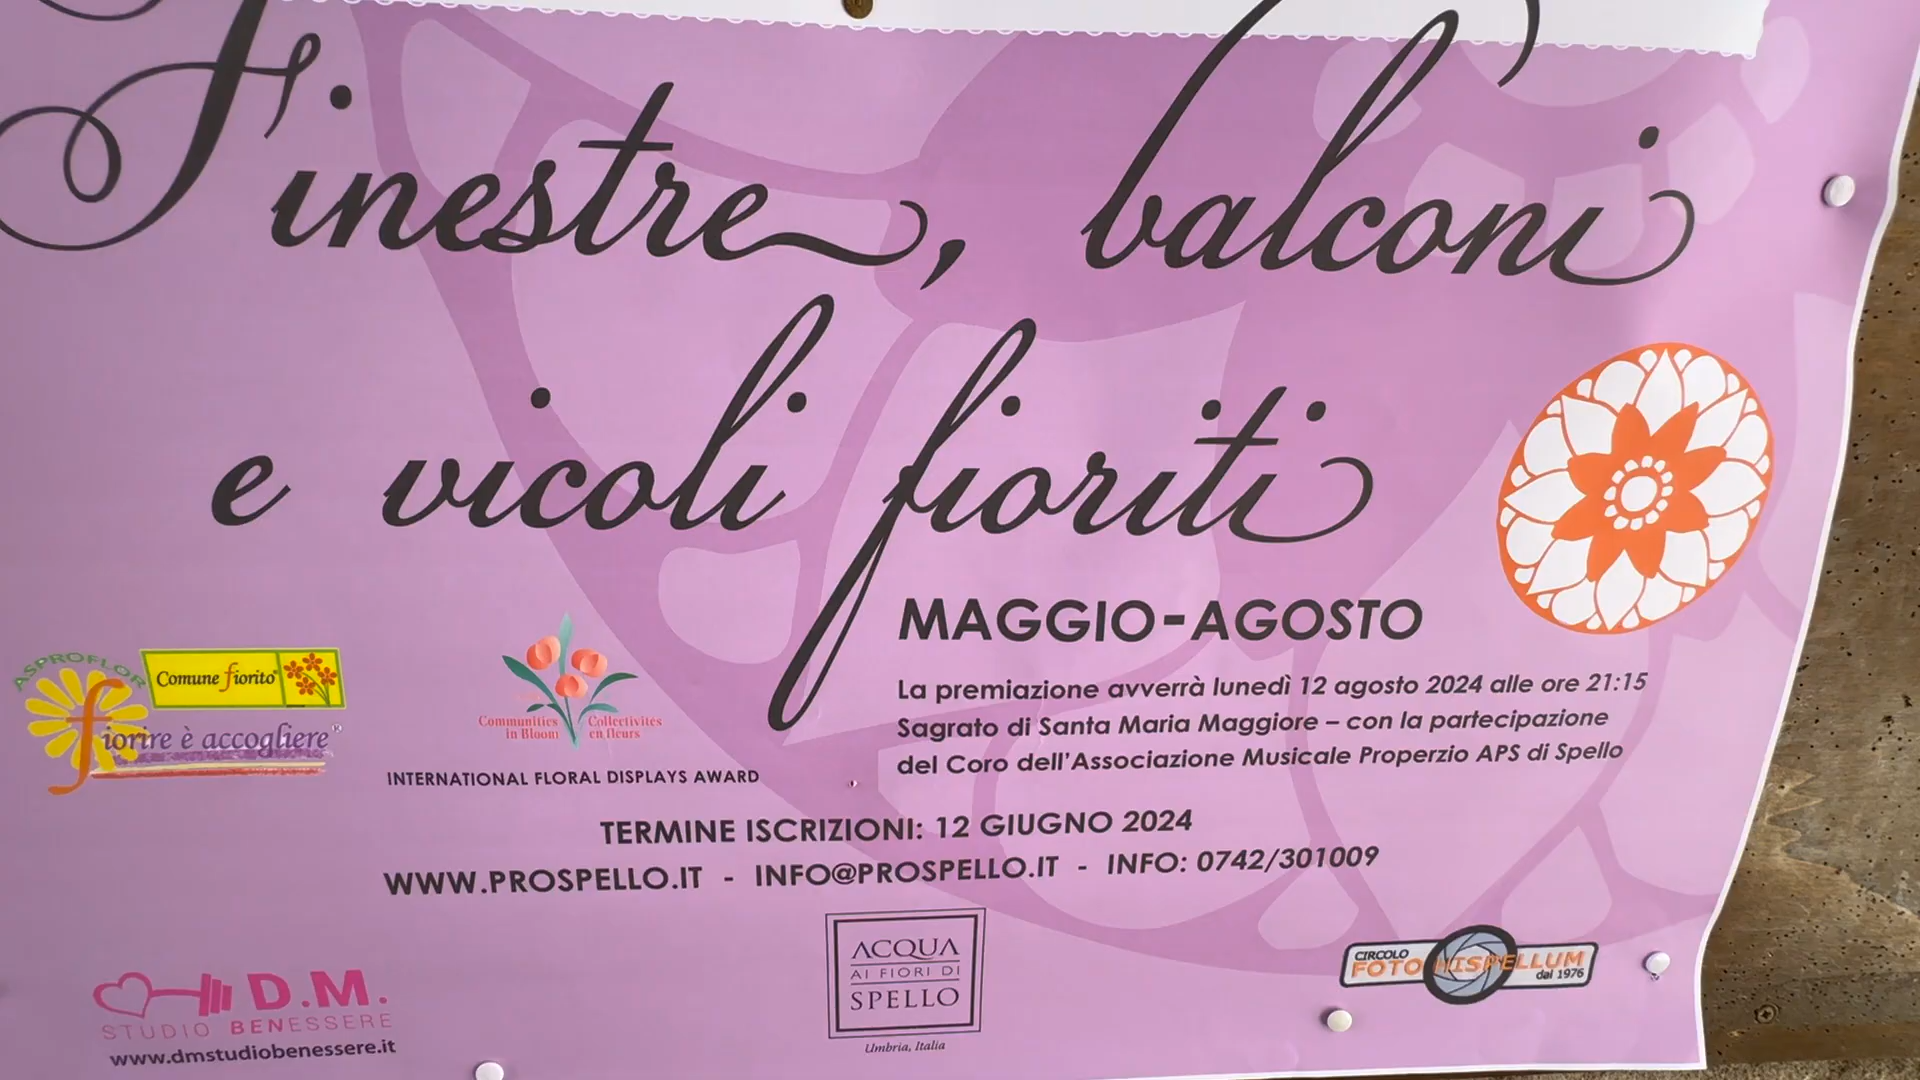 Finestre, balconi
e vicoli fioriti
MAGGIO-AGOSTO
La premiazione avverrà lunedì 12 agosto 2024 alle ore 21:15
Sagrato di Santa Maria Maggiore – con la partecipazione
del Coro dell'Associazione Musicale Properzio APS di Spello
ASPROFLOR
Comune fiorito®
fiorire è accogliere®
Communities in Bloom
Collectivités en fleurs
INTERNATIONAL FLORAL DISPLAYS AWARD
TERMINE ISCRIZIONI: 12 GIUGNO 2024
WWW.PROSPELLO.IT - INFO@PROSPELLO.IT - INFO: 0742/301009
D.M.
STUDIO BENESSERE
www.dmstudiobenessere.it
ACQUA
AI FIORI DI
SPELLO
Umbria, Italia
CIRCOLO
FOTO HISPELLUM
dal 1976